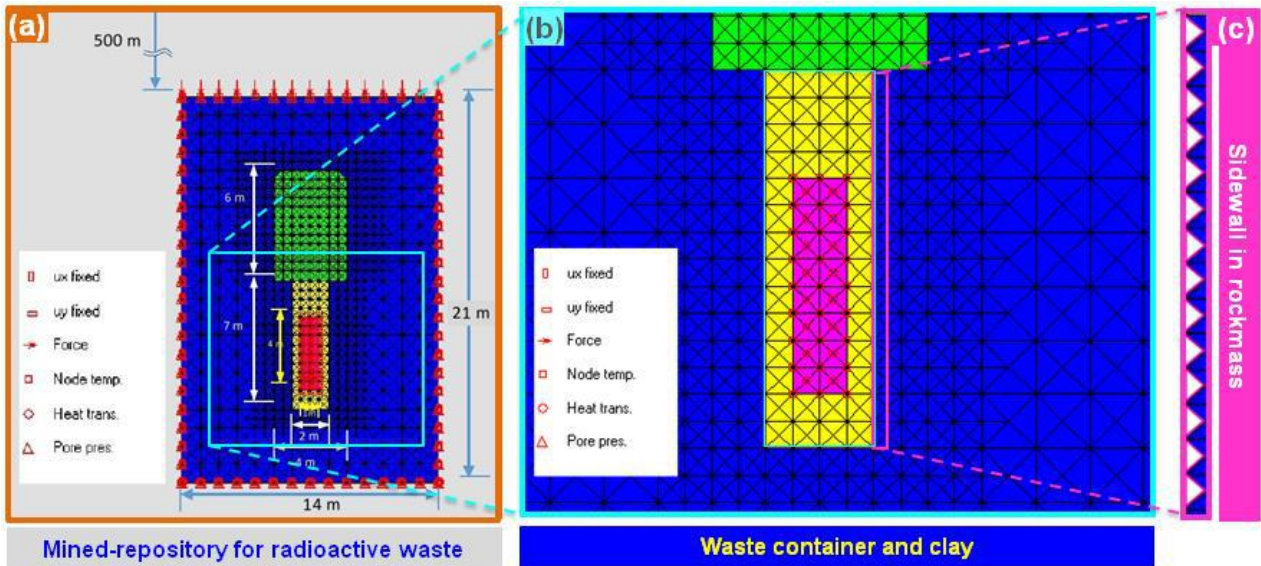 (a)
500 m
6 m
7 m
4 m
2 m
4 m
21 m
14 m
ux fixed
uy fixed
Force
Node temp.
Heat trans.
Pore pres.
Mined-repository for radioactive waste
(b)
ux fixed
uy fixed
Force
Node temp.
Heat trans.
Pore pres.
Waste container and clay
(c)
Sidewall in rockmass